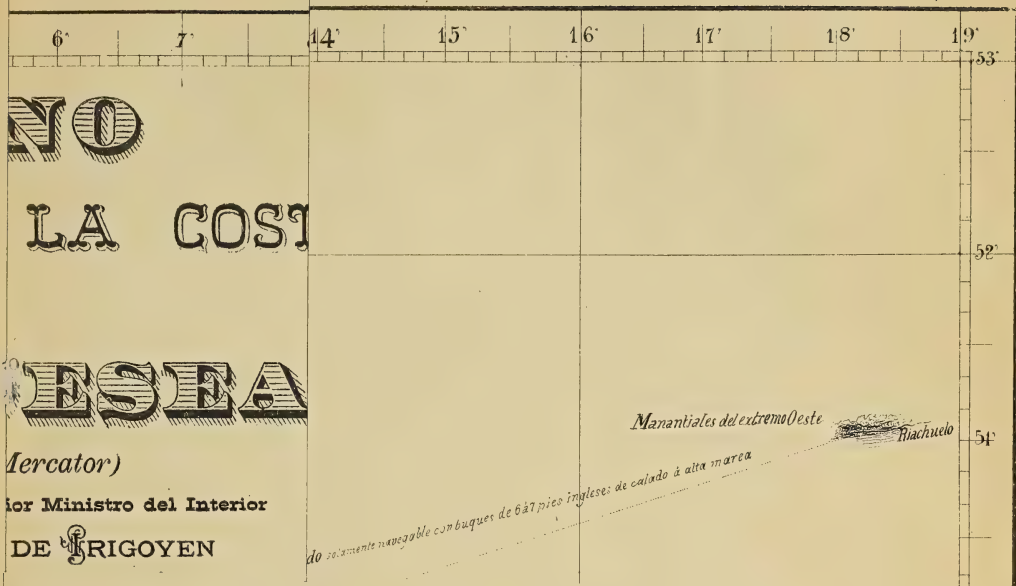 6' 7' 14' 15' 16' 17' 18' 19'
53'
NO
LA COST
52'
ESEA
Manantiales del extremo Oeste
Riachuelo
51'
Mercator)
ior Ministro del Interior
DE IRIGOYEN
do solamente navegable con buques de 6 à 7 pies ingleses de calado à alta marea